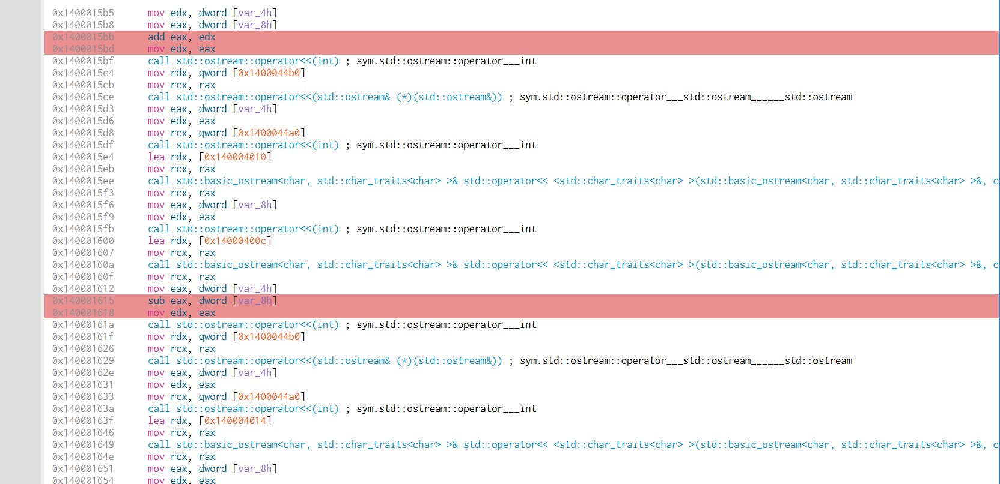 0x1400015b5 mov edx, dword [var_4h]
0x1400015b8 mov eax, dword [var_8h]
0x1400015bb add eax, edx
0x1400015bd mov edx, eax
0x1400015bf call std::ostream::operator<<(int) ; sym.std::ostream::operator___int
0x1400015c4 mov rdx, qword [0x1400044b0]
0x1400015cb mov rcx, rax
0x1400015ce call std::ostream::operator<<(std::ostream& (*)(std::ostream&)) ; sym.std::ostream::operator___std::ostream______std::ostream
0x1400015d3 mov eax, dword [var_4h]
0x1400015d6 mov edx, eax
0x1400015d8 mov rcx, qword [0x1400044a0]
0x1400015df call std::ostream::operator<<(int) ; sym.std::ostream::operator___int
0x1400015e4 lea rdx, [0x140004010]
0x1400015eb mov rcx, rax
0x1400015ee call std::basic_ostream<char, std::char_traits<char> >& std::operator<< <std::char_traits<char> >(std::basic_ostream<char, std::char_traits<char> >&, c
0x1400015f3 mov rcx, rax
0x1400015f6 mov eax, dword [var_8h]
0x1400015f9 mov edx, eax
0x1400015fb call std::ostream::operator<<(int) ; sym.std::ostream::operator___int
0x140001600 lea rdx, [0x14000400c]
0x140001607 mov rcx, rax
0x14000160a call std::basic_ostream<char, std::char_traits<char> >& std::operator<< <std::char_traits<char> >(std::basic_ostream<char, std::char_traits<char> >&, c
0x14000160f mov rcx, rax
0x140001612 mov eax, dword [var_4h]
0x140001615 sub eax, dword [var_8h]
0x140001618 mov edx, eax
0x14000161a call std::ostream::operator<<(int) ; sym.std::ostream::operator___int
0x14000161f mov rdx, qword [0x1400044b0]
0x140001626 mov rcx, rax
0x140001629 call std::ostream::operator<<(std::ostream& (*)(std::ostream&)) ; sym.std::ostream::operator___std::ostream______std::ostream
0x14000162e mov eax, dword [var_4h]
0x140001631 mov edx, eax
0x140001633 mov rcx, qword [0x1400044a0]
0x14000163a call std::ostream::operator<<(int) ; sym.std::ostream::operator___int
0x14000163f lea rdx, [0x140004014]
0x140001646 mov rcx, rax
0x140001649 call std::basic_ostream<char, std::char_traits<char> >& std::operator<< <std::char_traits<char> >(std::basic_ostream<char, std::char_traits<char> >&, c
0x14000164e mov rcx, rax
0x140001651 mov eax, dword [var_8h]
0x140001654 mov edx, eax